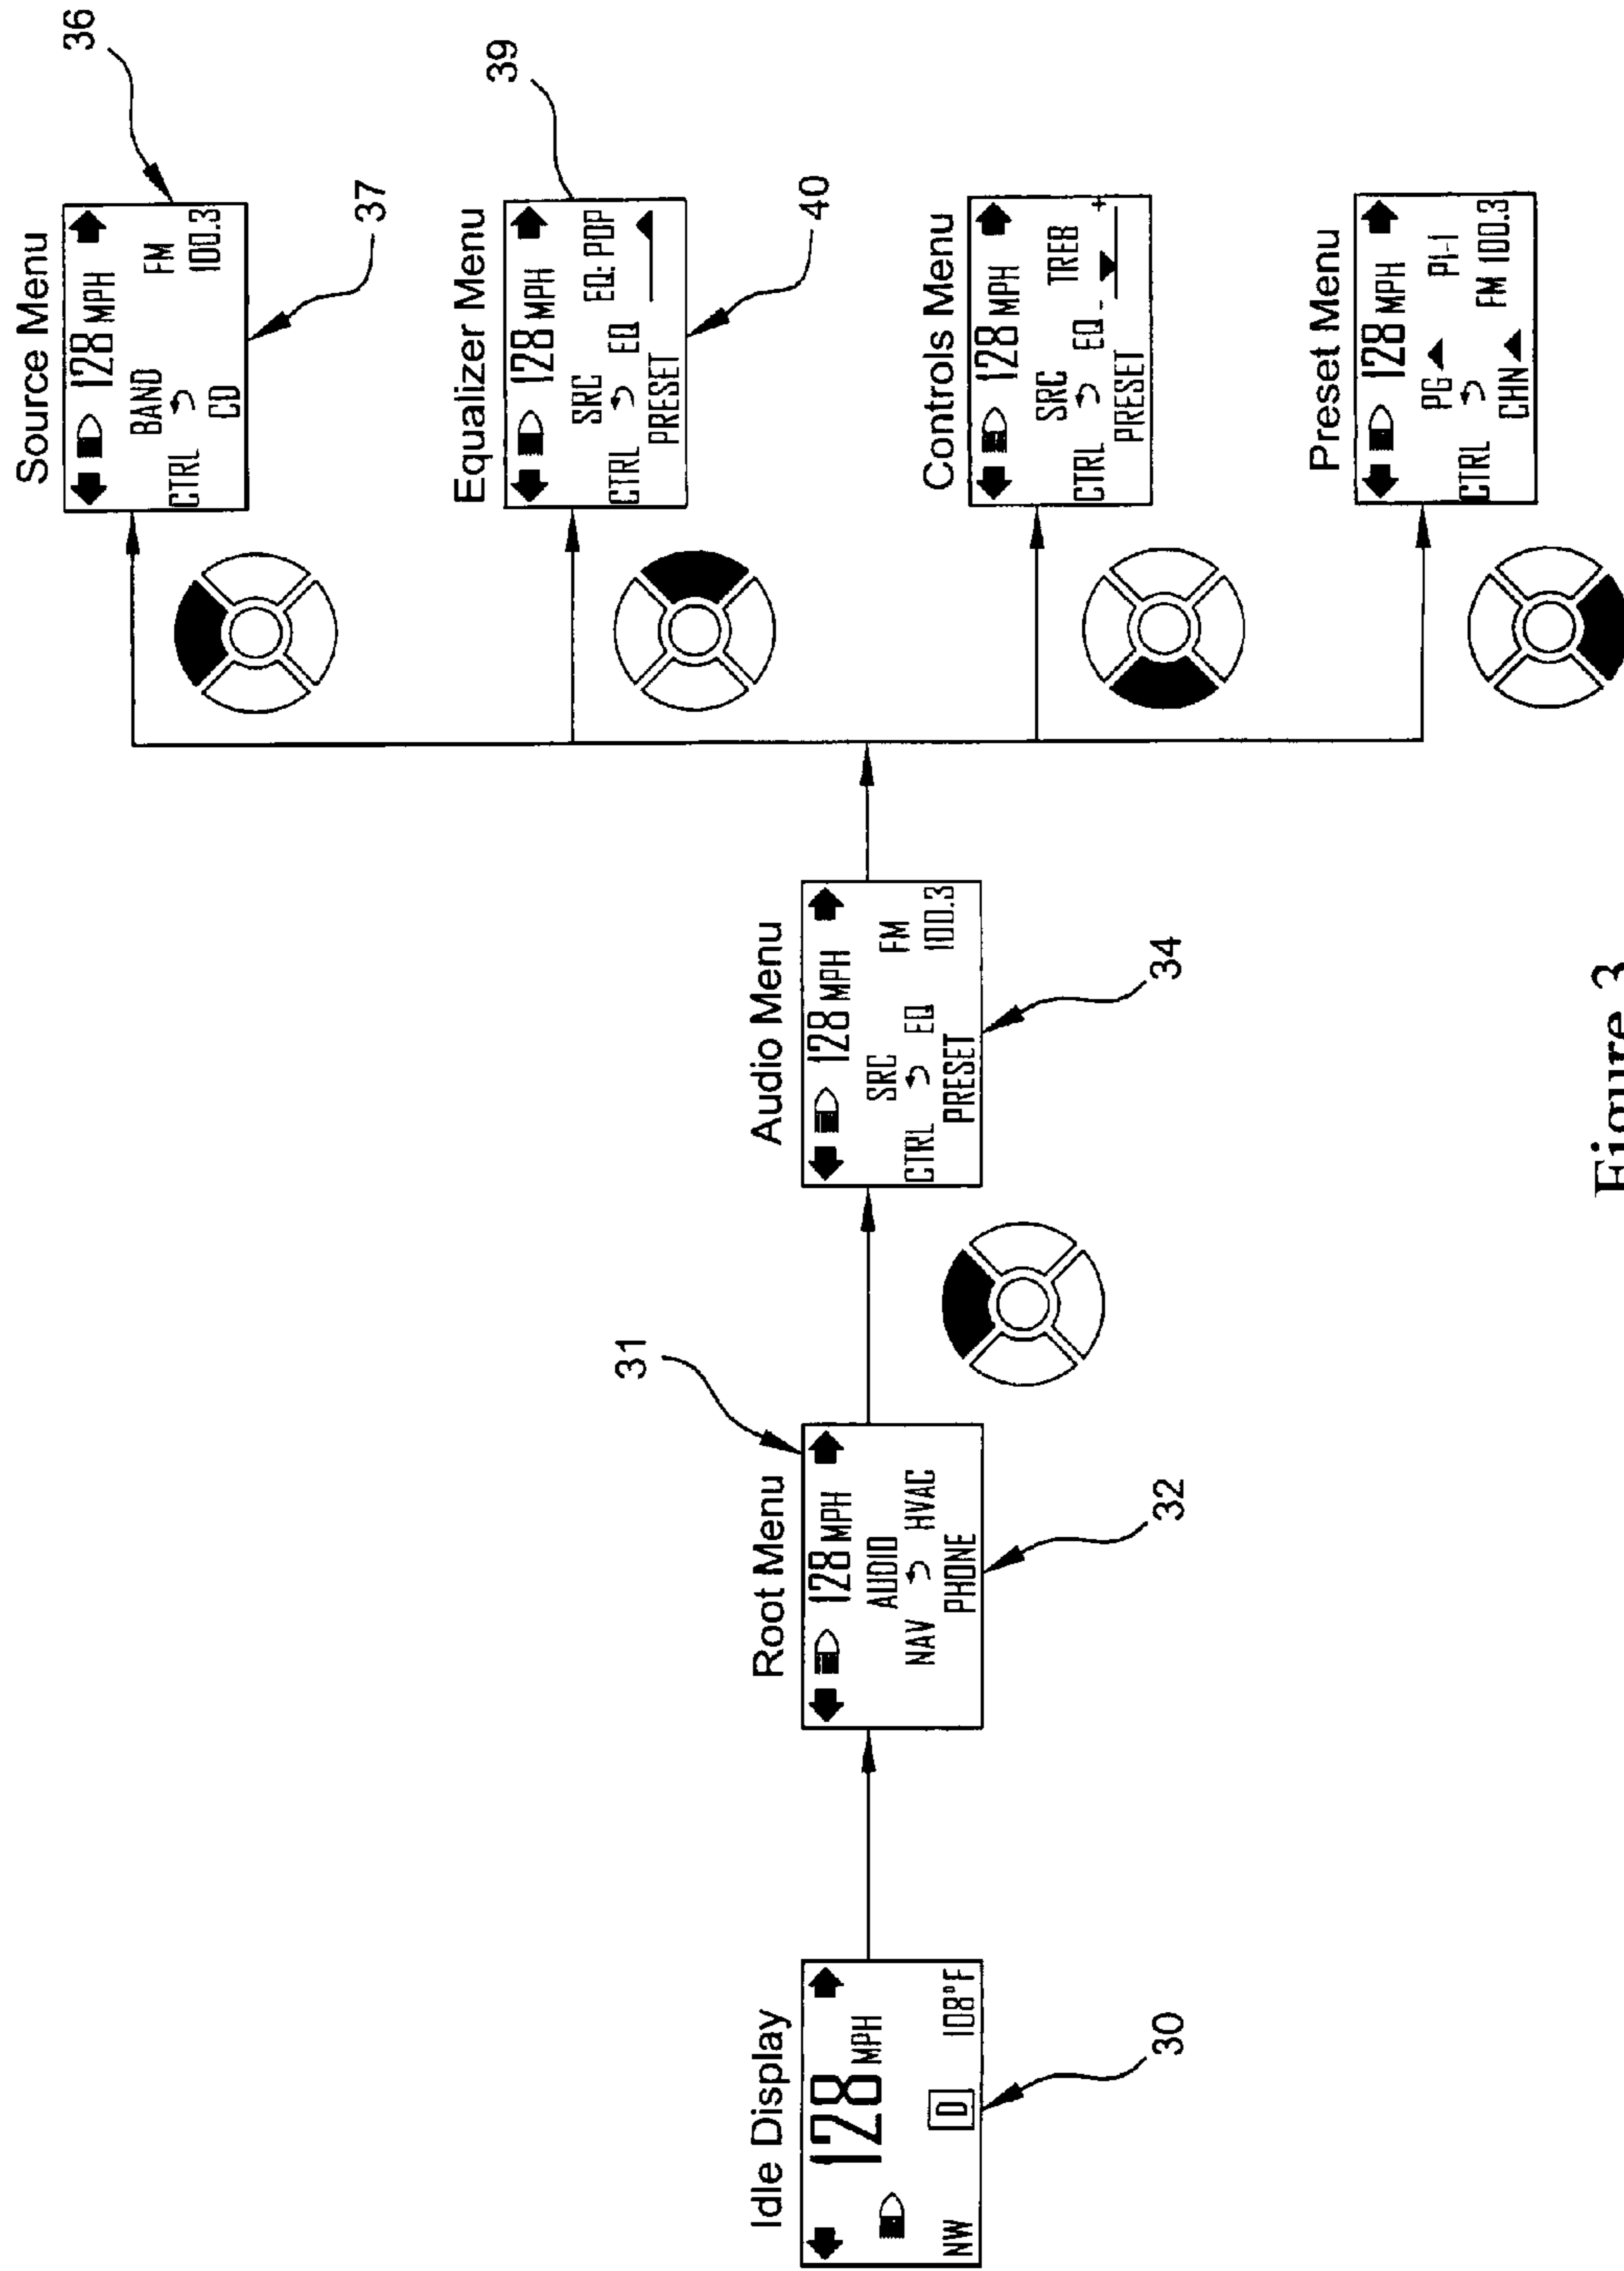 Idle Display
128 MPH
NW D 108°F
30
Root Menu
128 MPH
AUDIO
NAV HVAC
PHONE
31
32
Audio Menu
128 MPH
SRC FM
CTRL EQ 100.3
PRESET
34
Source Menu
128 MPH
BAND FM
CTRL 100.3
CD
36
37
Equalizer Menu
128 MPH
SRC EQ: POP
CTRL EQ
PRESET
39
40
Controls Menu
128 MPH
SRC TREB
CTRL EQ - +
PRESET
Preset Menu
128 MPH
PG P1-1
CTRL
CHN FM 100.3
Figure 3